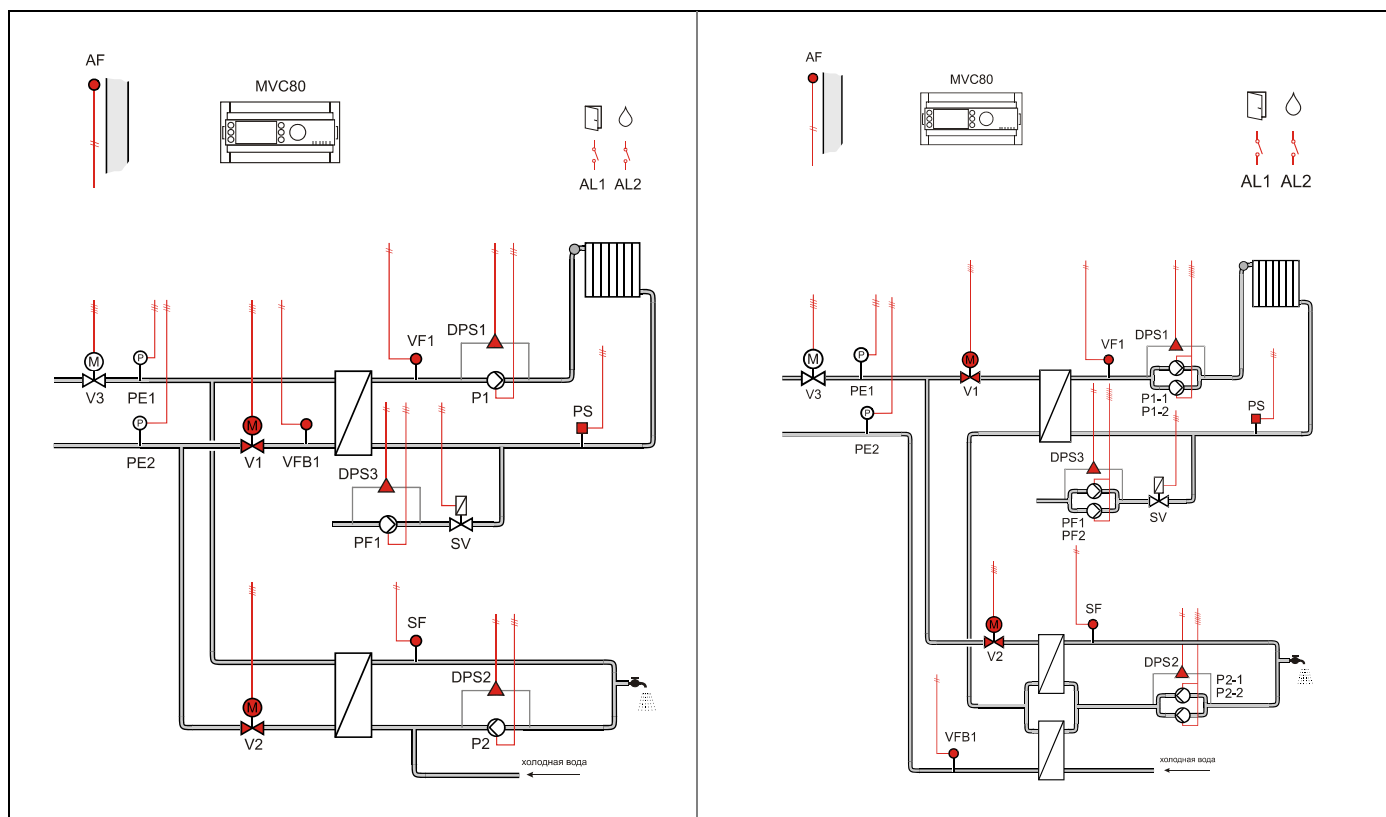 AF
MVC80
AL1 AL2
DPS1
VF1
M
P
V3
PE1
P1
P
M
PS
PE2
V1
VFB1
DPS3
PF1
SV
SF
DPS2
M
V2
P2
холодная вода
AF
MVC80
AL1 AL2
DPS1
VF1
M
P
M
V3
PE1
V1
P1-1
P1-2
P
PS
PE2
DPS3
PF1
PF2
SV
SF
M
V2
DPS2
P2-1
P2-2
VFB1
холодная вода